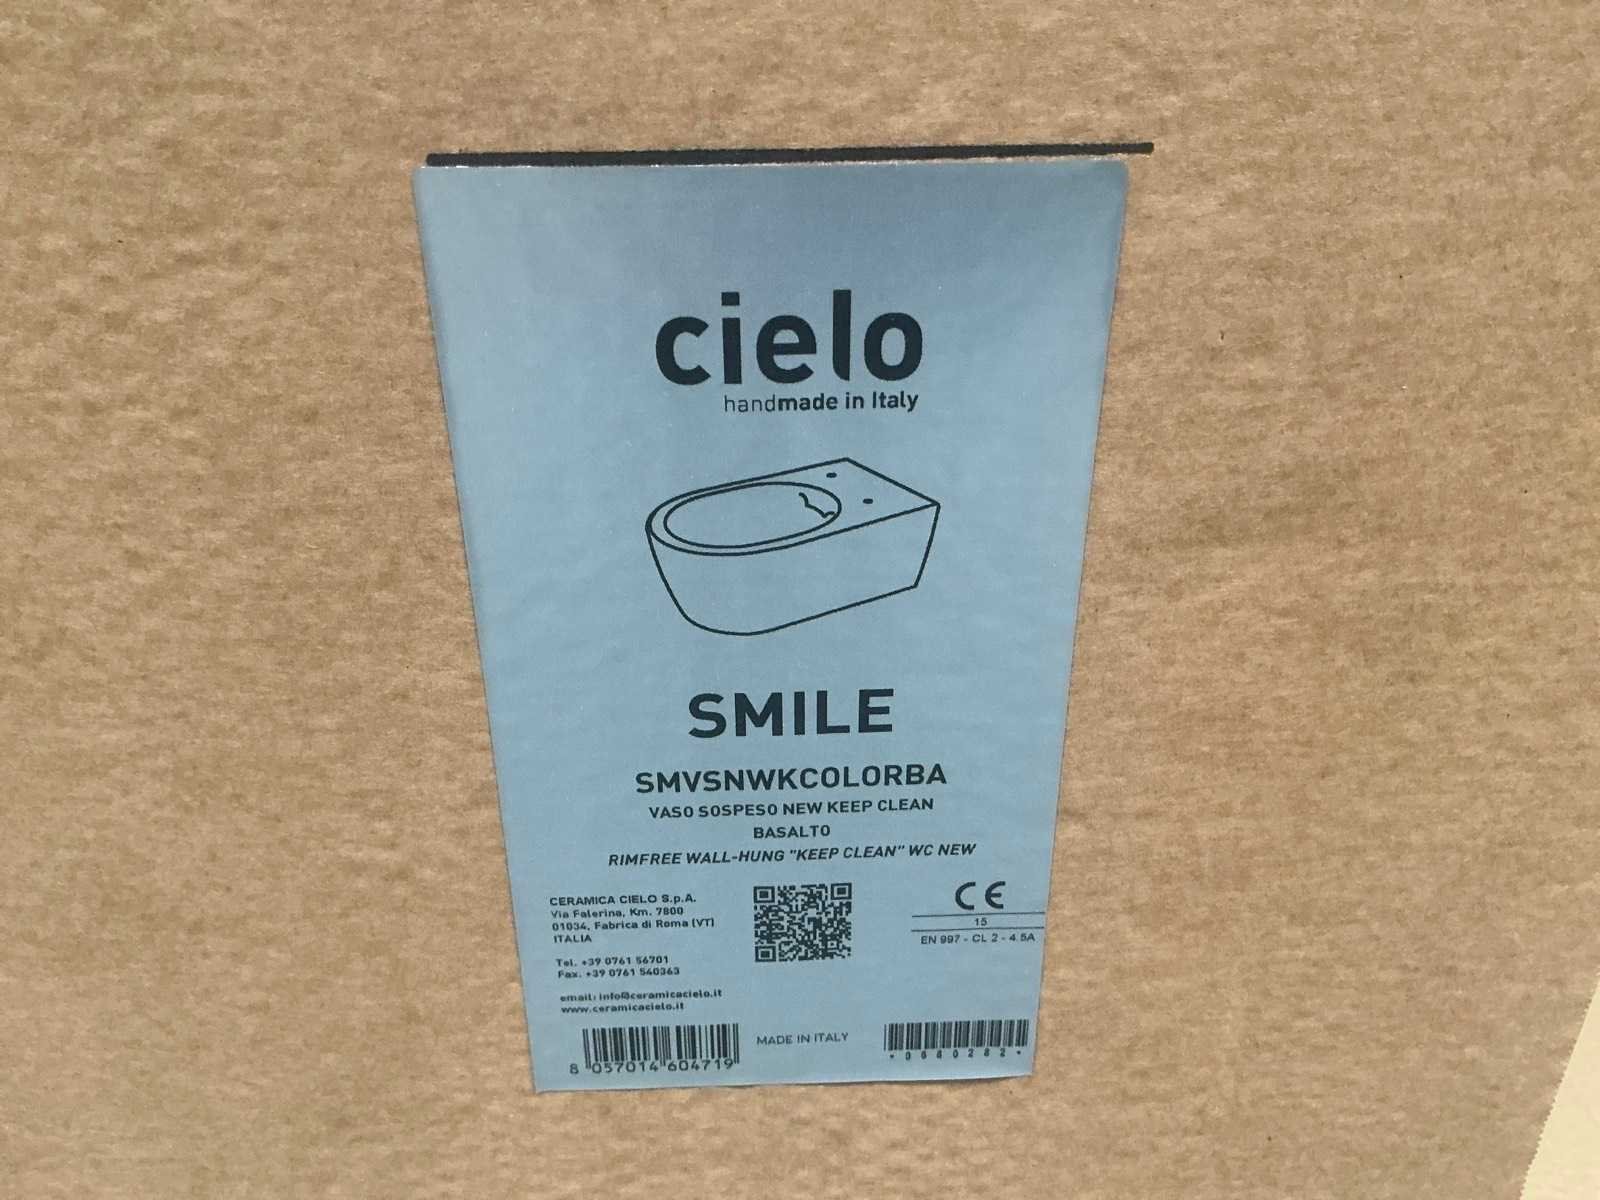 cielo
handmade in Italy
SMILE
SMVSNWKCOLORBA
VASO SOSPESO NEW KEEP CLEAN
BASALTO
RIMFREE WALL-HUNG "KEEP CLEAN" WC NEW
CERAMICA CIELO S.p.A.
Via Falerina, Km. 7800
01034, Fabrica di Roma (VT)
ITALIA
Tel. +39 0761 56701
Fax. +39 0761 540363
email: info@ceramicacielo.it
www.ceramicacielo.it
CE
15
EN 997 - CL 2 - 4.5A
8 057014 604719
MADE IN ITALY
*0680282*